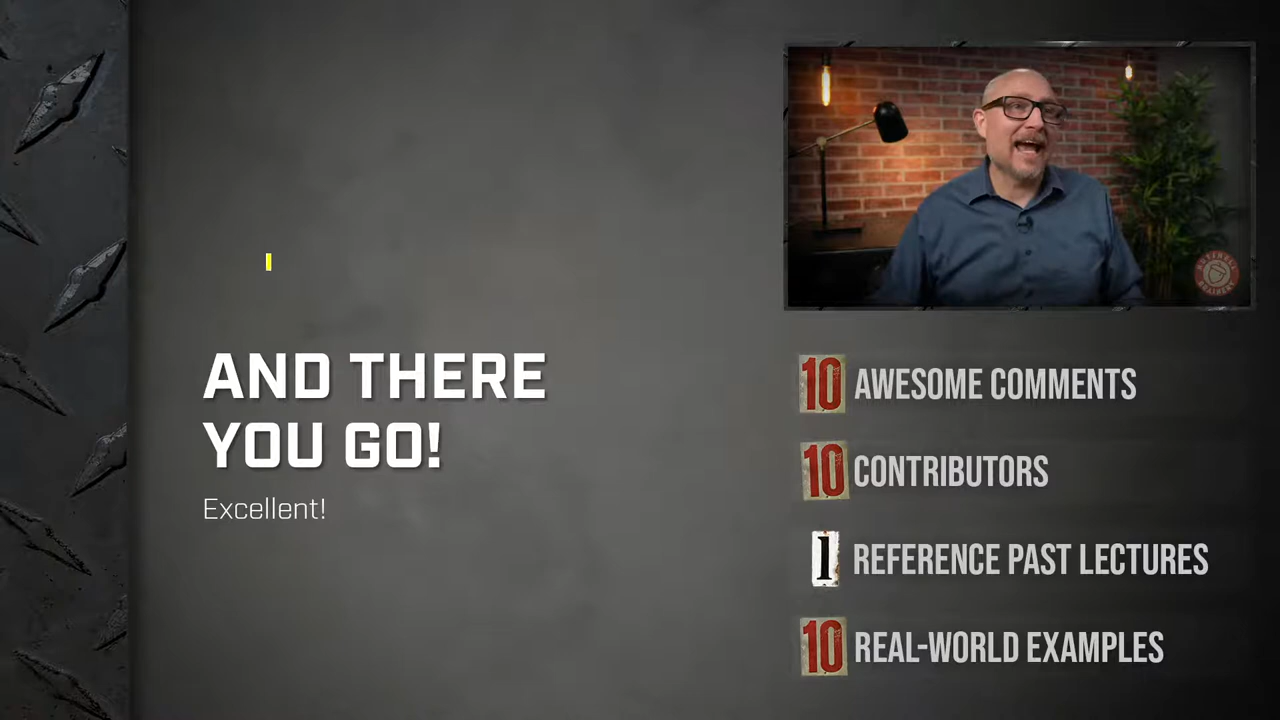 AND THERE
YOU GO!
Excellent!
10 AWESOME COMMENTS
10 CONTRIBUTORS
1 REFERENCE PAST LECTURES
10 REAL-WORLD EXAMPLES